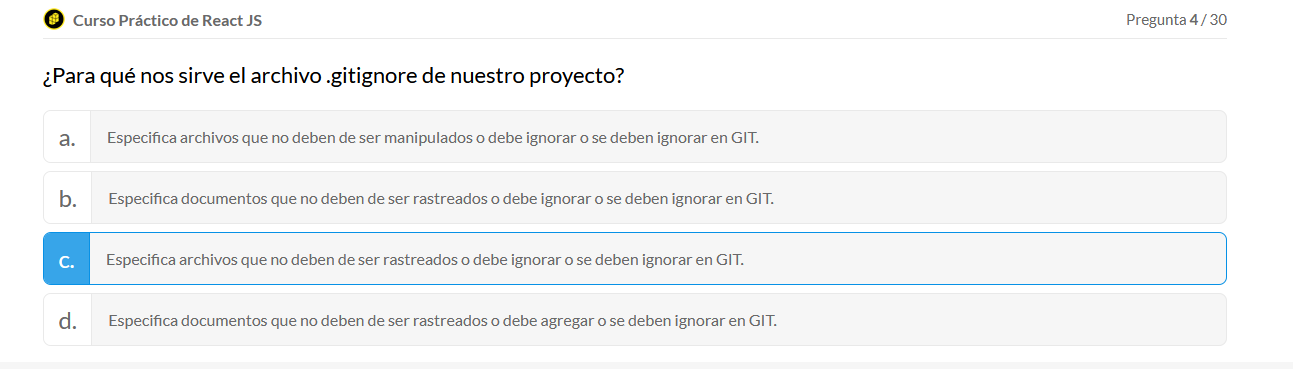 Curso Práctico de React JS
Pregunta 4 / 30
¿Para qué nos sirve el archivo .gitignore de nuestro proyecto?
a. Especifica archivos que no deben de ser manipulados o debe ignorar o se deben ignorar en GIT.
b. Especifica documentos que no deben de ser rastreados o debe ignorar o se deben ignorar en GIT.
c. Especifica archivos que no deben de ser rastreados o debe ignorar o se deben ignorar en GIT.
d. Especifica documentos que no deben de ser rastreados o debe agregar o se deben ignorar en GIT.